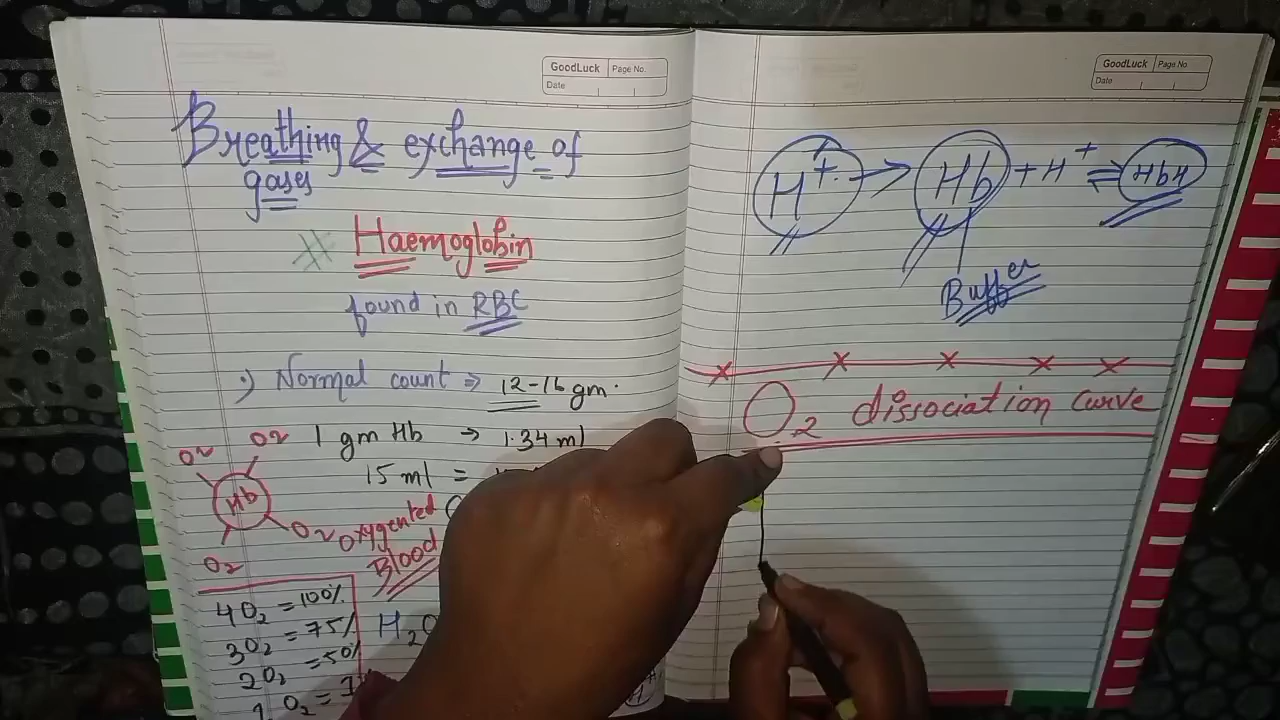 GoodLuck Page No.
Date
Breathing & exchange of
gases
# Haemoglobin
found in RBC
•) Normal count ⇒ 12-16 gm.
1 gm Hb → 1.34 ml
15 ml =
O2 O2
Hb
O2 O2
Oxygented
Blood
4O2 = 100%
3O2 = 75%
2O2 = 50%
O2 =
H2O
GoodLuck Page No
Date
H+ → Hb + H+ ⇒ HbH
Buffer
O2 dissociation curve